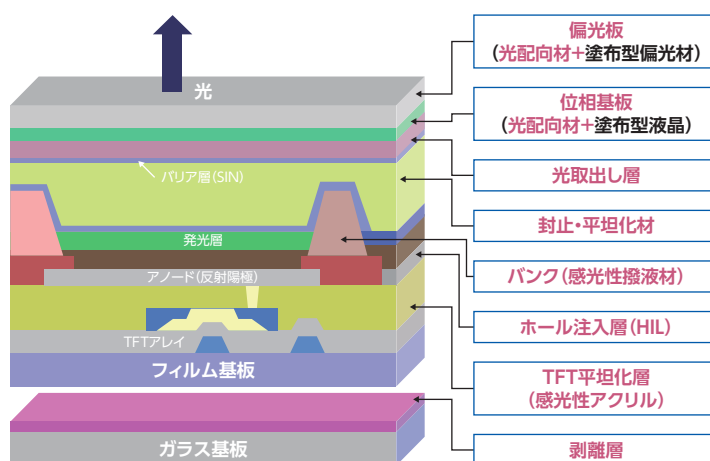 偏光板
(光配向材+塗布型偏光材)
光
位相基板
(光配向材+塗布型液晶)
バリア層(SIN)
光取出し層
封止・平坦化材
発光層
アノード(反射陽極)
バンク(感光性撥液材)
ホール注入層(HIL)
TFTアレイ
フィルム基板
TFT平坦化層
(感光性アクリル)
ガラス基板
剥離層